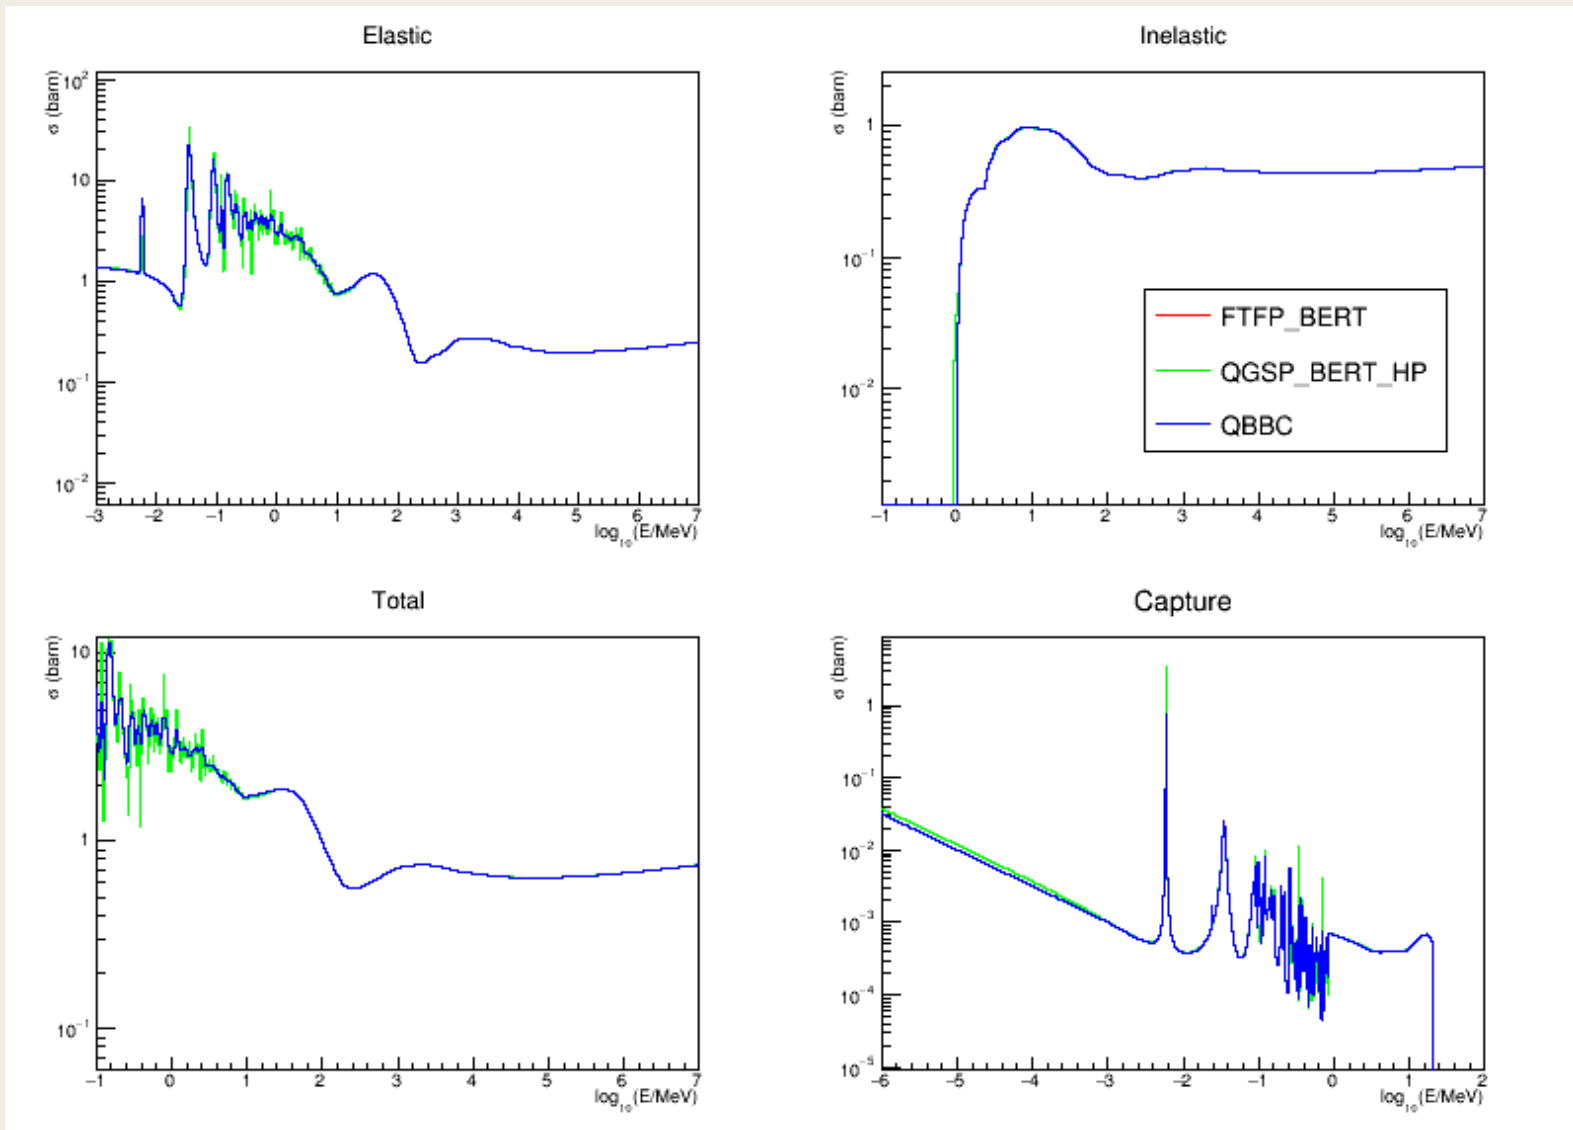 Elastic
σ (barn)
10²
10
1
10⁻¹
10⁻²
−3 −2 −1 0 1 2 3 4 5 6 7
log₁₀(E/MeV)
Inelastic
σ (barn)
1
10⁻¹
10⁻²
FTFP_BERT
QGSP_BERT_HP
QBBC
−1 0 1 2 3 4 5 6 7
log₁₀(E/MeV)
Total
σ (barn)
10
1
10⁻¹
−1 0 1 2 3 4 5 6 7
log₁₀(E/MeV)
Capture
σ (barn)
1
10⁻¹
10⁻²
10⁻³
10⁻⁴
10⁻⁵
−6 −5 −4 −3 −2 −1 0 1 2
log₁₀(E/MeV)